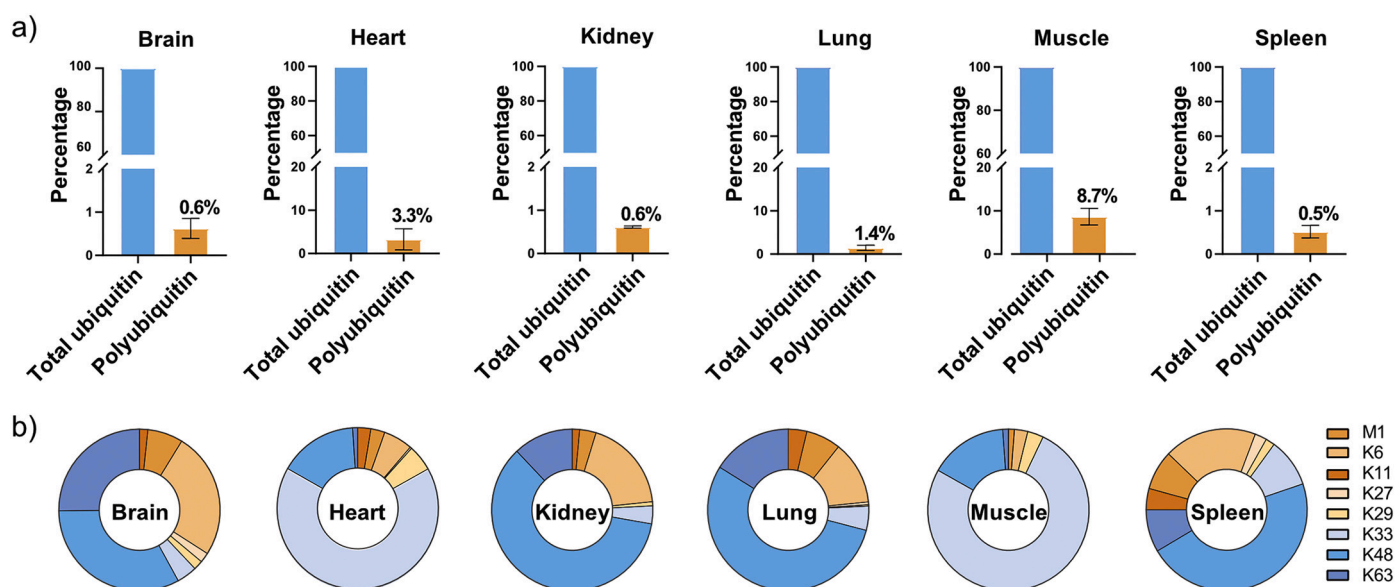 a)
Brain
Heart
Kidney
Lung
Muscle
Spleen
Percentage
100
80
60
2
1
0
0.6%
Total ubiquitin
Polyubiquitin
Percentage
100
80
60
20
10
0
3.3%
Total ubiquitin
Polyubiquitin
Percentage
100
80
60
2
1
0
0.6%
Total ubiquitin
Polyubiquitin
Percentage
100
80
60
20
10
0
1.4%
Total ubiquitin
Polyubiquitin
Percentage
100
80
60
20
10
0
8.7%
Total ubiquitin
Polyubiquitin
Percentage
100
80
60
2
1
0
0.5%
Total ubiquitin
Polyubiquitin
b)
Brain
Heart
Kidney
Lung
Muscle
Spleen
M1
K6
K11
K27
K29
K33
K48
K63